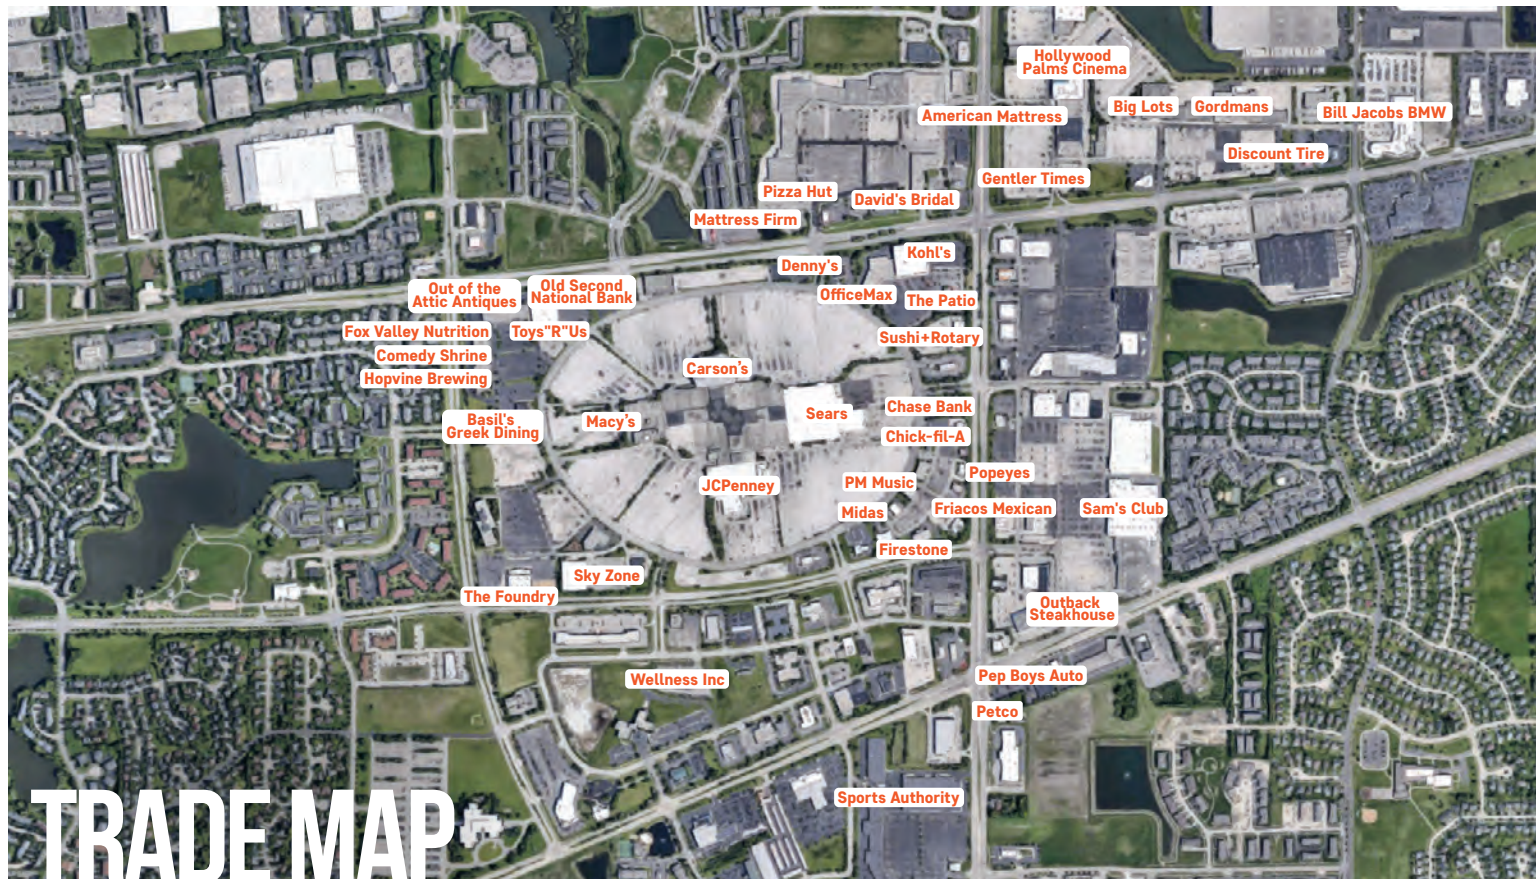 Hollywood
Palms Cinema
Big Lots
Gordmans
Bill Jacobs BMW
American Mattress
Discount Tire
Gentler Times
Pizza Hut
David's Bridal
Mattress Firm
Kohl's
Denny's
Out of the
Attic Antiques
Old Second
National Bank
OfficeMax
The Patio
Fox Valley Nutrition
Toys"R"Us
Sushi+Rotary
Comedy Shrine
Carson's
Hopvine Brewing
Chase Bank
Sears
Macy's
Basil's
Greek Dining
Chick-fil-A
Popeyes
JCPenney
PM Music
Midas
Friacos Mexican
Sam's Club
Firestone
Sky Zone
The Foundry
Outback
Steakhouse
Wellness Inc
Pep Boys Auto
Petco
Sports Authority
TRADE MAP